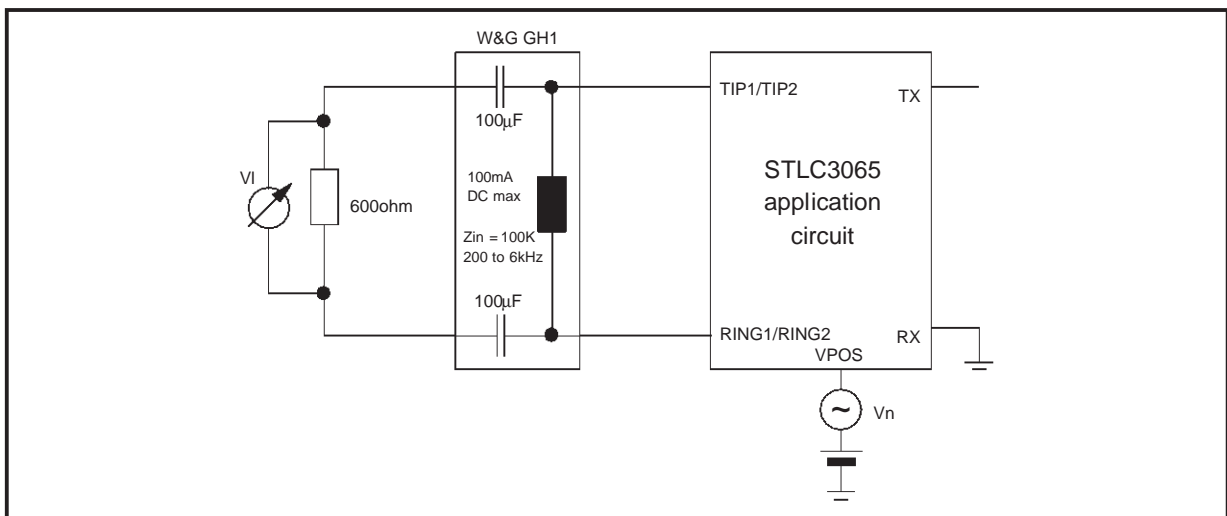 W&G GH1
TIP1/TIP2
TX
100µF
VI
600ohm
100mA
DC max
Zin = 100K
200 to 6kHz
STLC3065
application
circuit
100µF
RING1/RING2
RX
VPOS
~
Vn